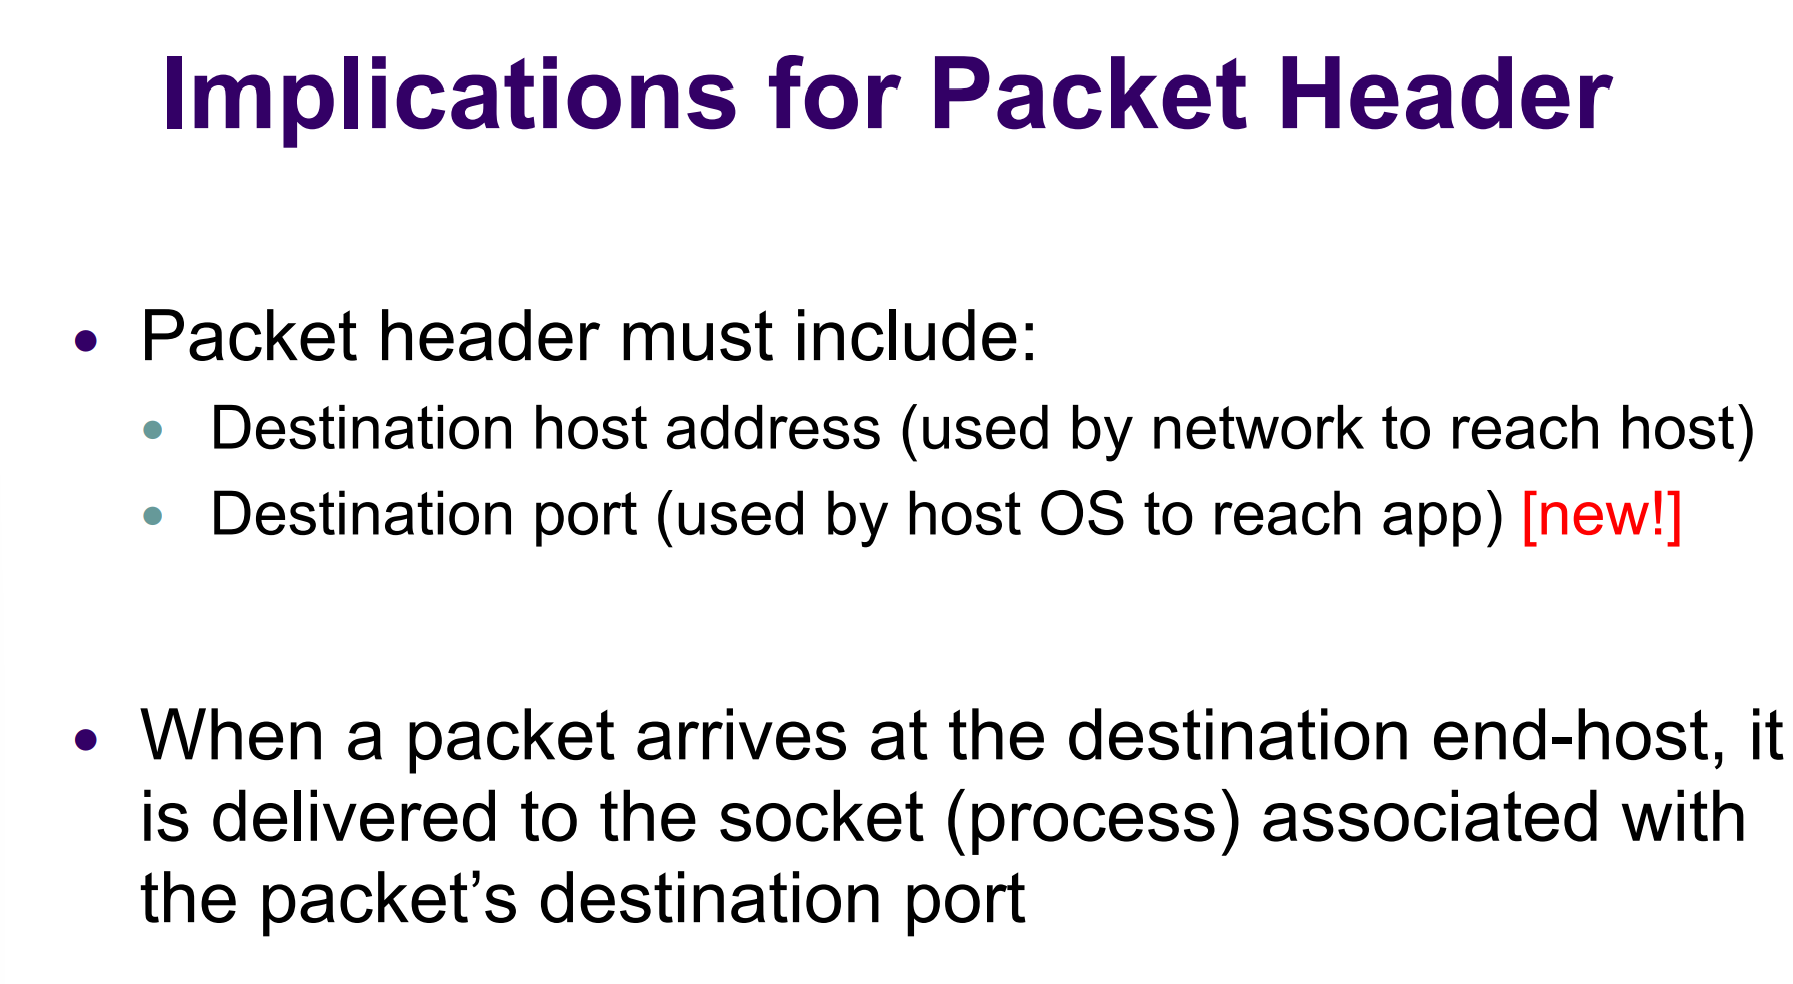 Implications for Packet Header
• Packet header must include:
• Destination host address (used by network to reach host)
• Destination port (used by host OS to reach app) [new!]
• When a packet arrives at the destination end-host, it
is delivered to the socket (process) associated with
the packet’s destination port